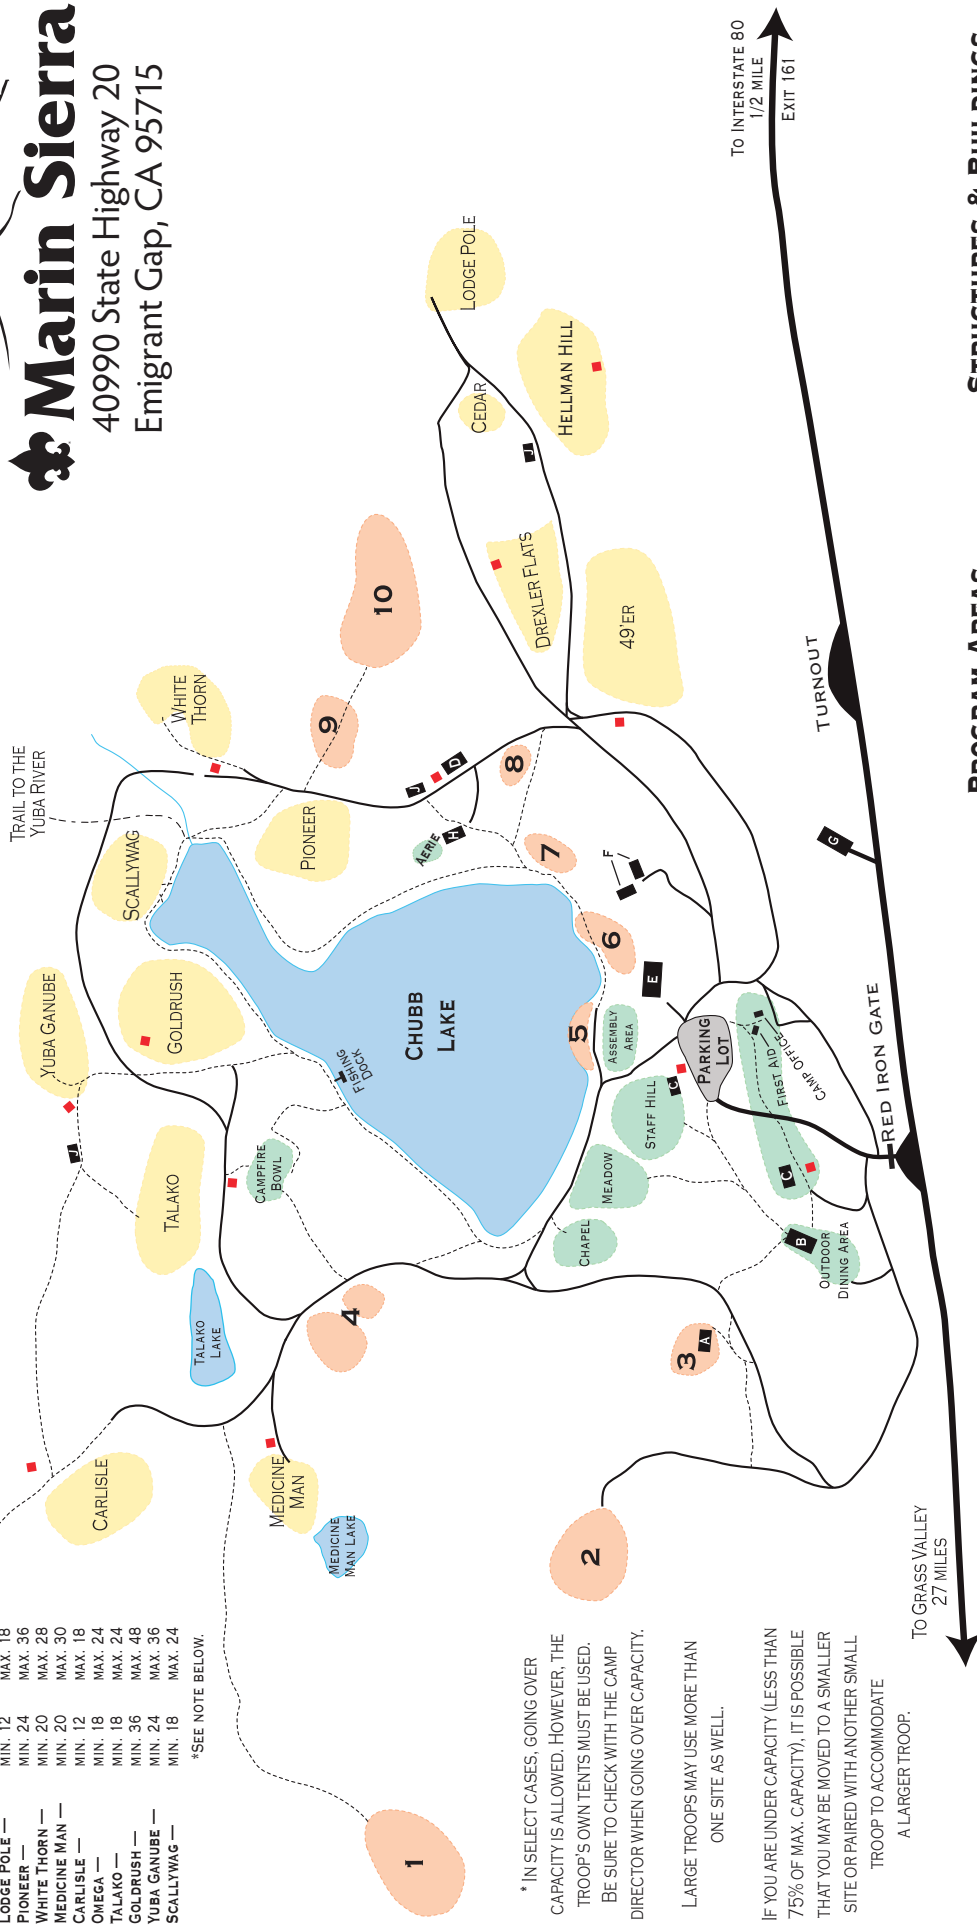 Marin Sierra
40990 State Highway 20
Emigrant Gap, CA 95715
LODGE POLE — MIN. 12 MAX. 18
PIONEER — MIN. 24 MAX. 36
WHITE THORN — MIN. 20 MAX. 28
MEDICINE MAN — MIN. 20 MAX. 30
CARLISLE — MIN. 12 MAX. 18
OMEGA — MIN. 18 MAX. 24
TALAKO — MIN. 18 MAX. 24
GOLDRUSH — MIN. 36 MAX. 48
YUBA GANUBE — MIN. 24 MAX. 36
SCALLYWAG — MIN. 18 MAX. 24
*SEE NOTE BELOW.
TRAIL TO THE
YUBA RIVER
YUBA GANUBE
SCALLYWAG
WHITE
THORN
CARLISLE
J
TALAKO
GOLDRUSH
PIONEER
9
10
TALAKO
LAKE
MEDICINE
MAN
MEDICINE
MAN LAKE
CAMPFIRE
BOWL
FISHING
DOCK
4
1
CHUBB
LAKE
AERIE
H
J
D
8
7
LODGE POLE
CEDAR
J
HELLMAN HILL
DREXLER FLATS
49'ER
2
5
6
F
CHAPEL
MEADOW
STAFF HILL
C
ASSEMBLY
AREA
E
PARKING
LOT
3
A
B
OUTDOOR
DINING AREA
C
FIRST AID
CAMP OFFICE
RED IRON GATE
G
TURNOUT
TO INTERSTATE 80
1/2 MILE
EXIT 161
TO GRASS VALLEY
27 MILES
* IN SELECT CASES, GOING OVER
CAPACITY IS ALLOWED. HOWEVER, THE
TROOP'S OWN TENTS MUST BE USED.
BE SURE TO CHECK WITH THE CAMP
DIRECTOR WHEN GOING OVER CAPACITY.
LARGE TROOPS MAY USE MORE THAN
ONE SITE AS WELL.
IF YOU ARE UNDER CAPACITY (LESS THAN
75% OF MAX. CAPACITY), IT IS POSSIBLE
THAT YOU MAY BE MOVED TO A SMALLER
SITE OR PAIRED WITH ANOTHER SMALL
TROOP TO ACCOMMODATE
A LARGER TROOP.
PROGRAM AREAS
STRUCTURES & BUILDINGS